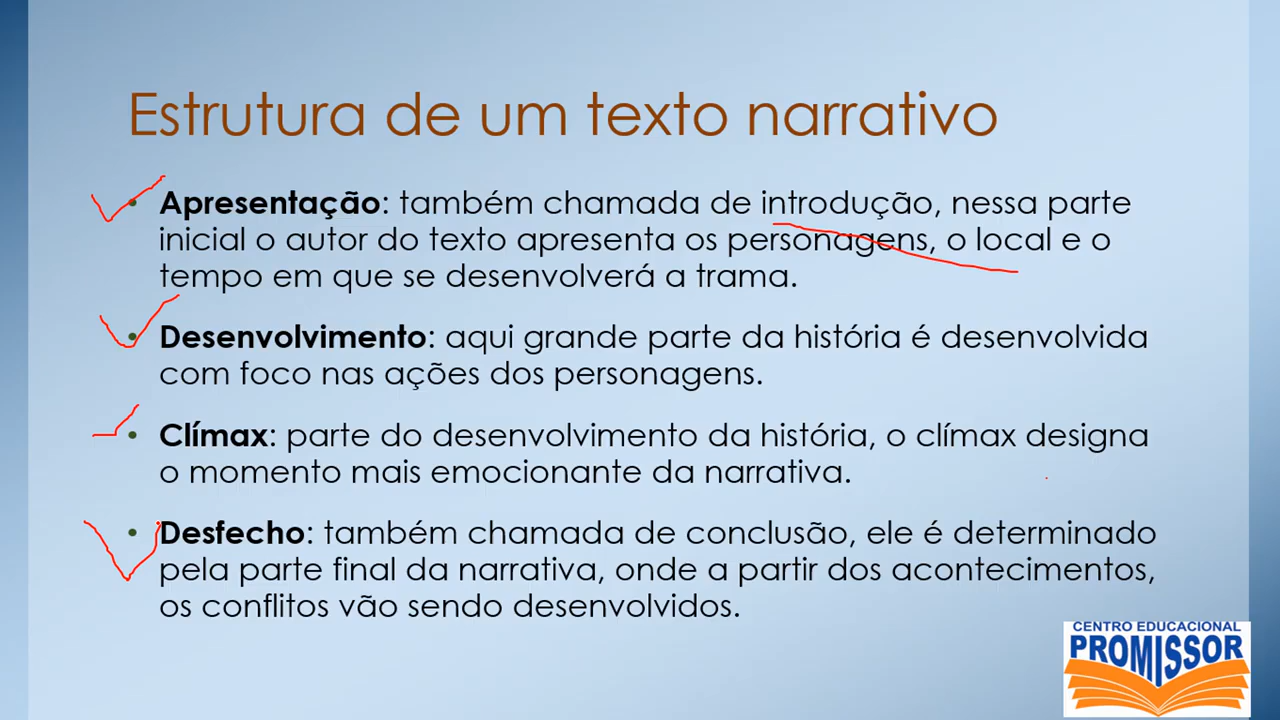 Estrutura de um texto narrativo
• Apresentação: também chamada de introdução, nessa parte
inicial o autor do texto apresenta os personagens, o local e o
tempo em que se desenvolverá a trama.
• Desenvolvimento: aqui grande parte da história é desenvolvida
com foco nas ações dos personagens.
• Clímax: parte do desenvolvimento da história, o clímax designa
o momento mais emocionante da narrativa.
• Desfecho: também chamada de conclusão, ele é determinado
pela parte final da narrativa, onde a partir dos acontecimentos,
os conflitos vão sendo desenvolvidos.
CENTRO EDUCACIONAL
PROMISSOR